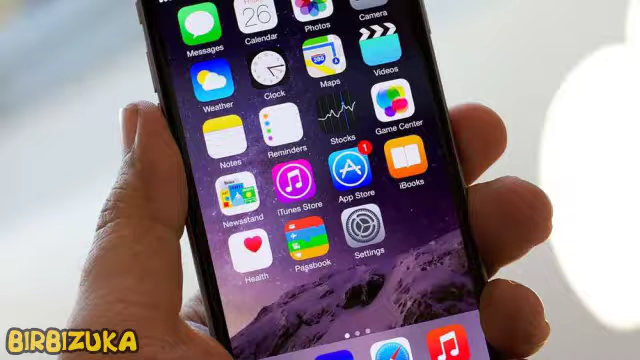 Messages
Calendar
26
Photos
Camera
Weather
Clock
Maps
280
Videos
Notes
Reminders
Stocks
Game Center
Newsstand
iTunes Store
1
App Store
iBooks
Health
Passbook
Settings
BIRBIZUKA